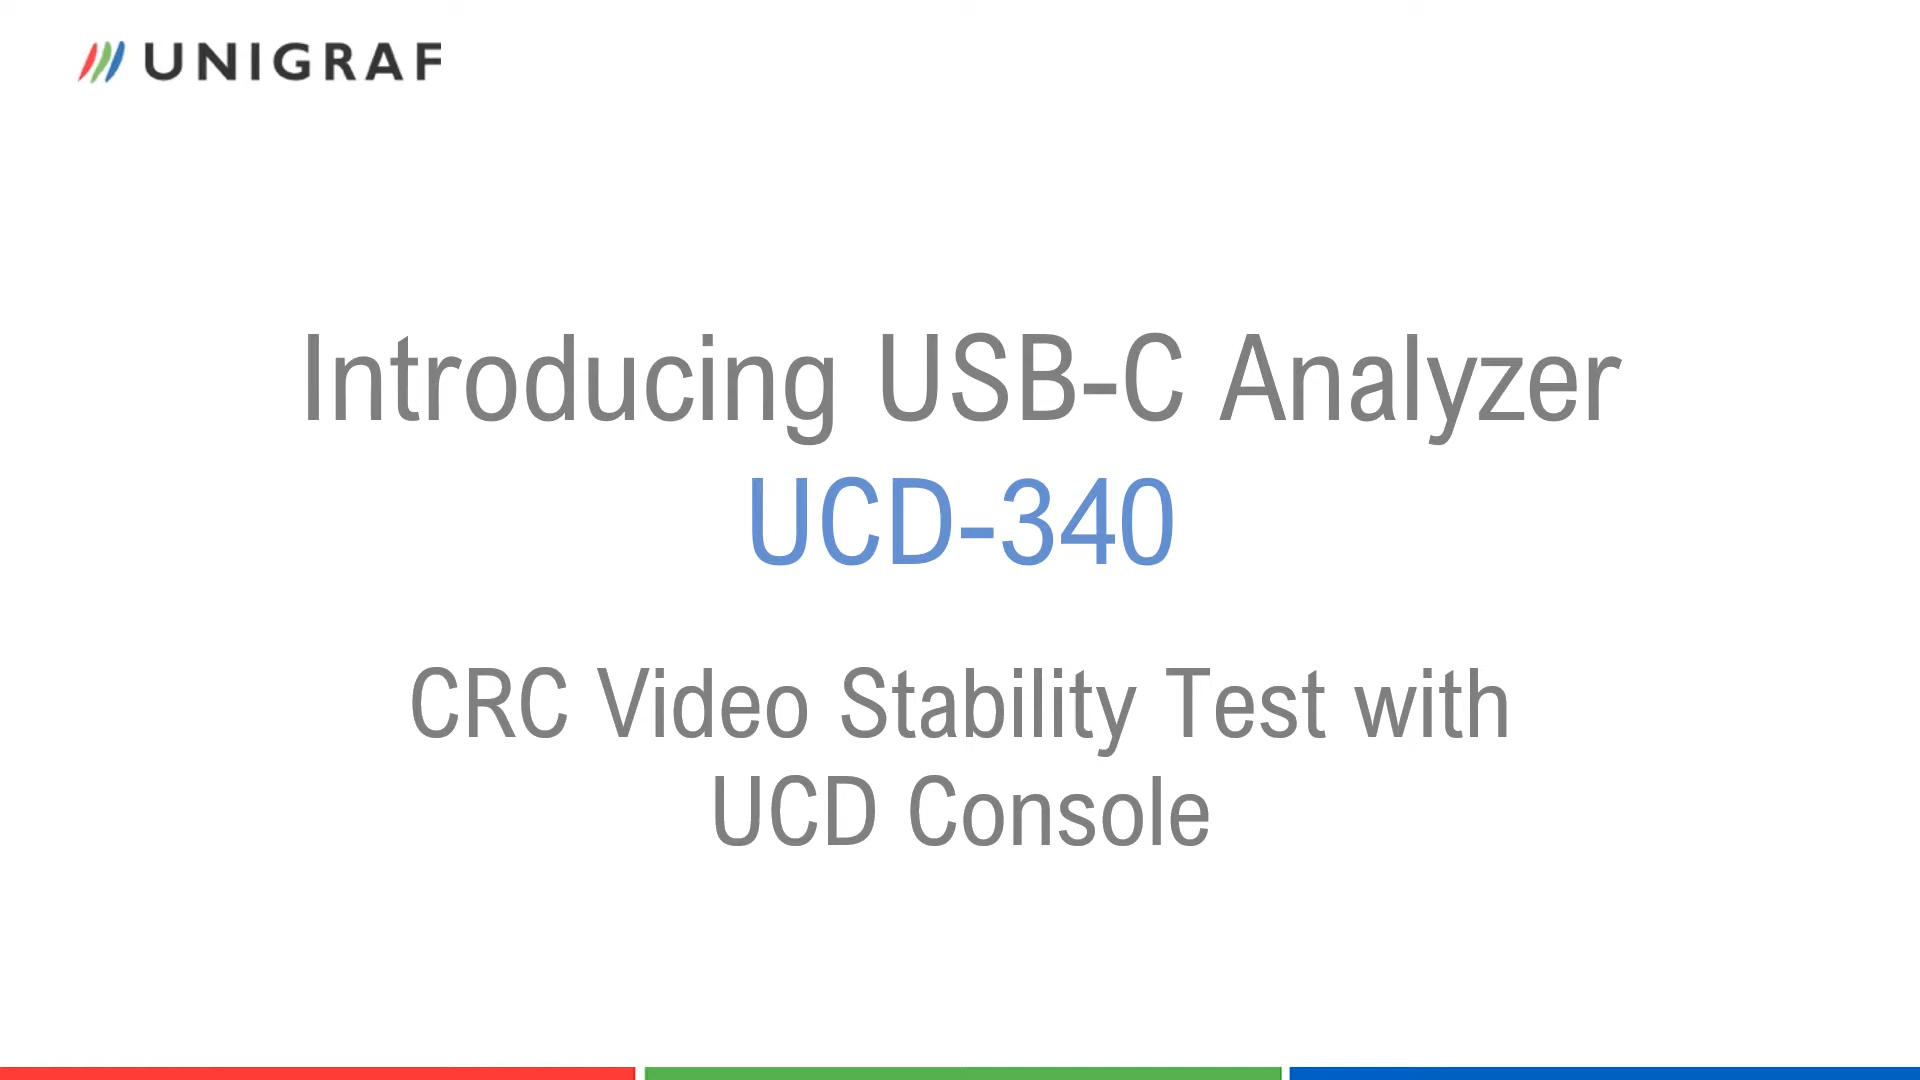 UNIGRAF
Introducing USB-C Analyzer
UCD-340
CRC Video Stability Test with
UCD Console